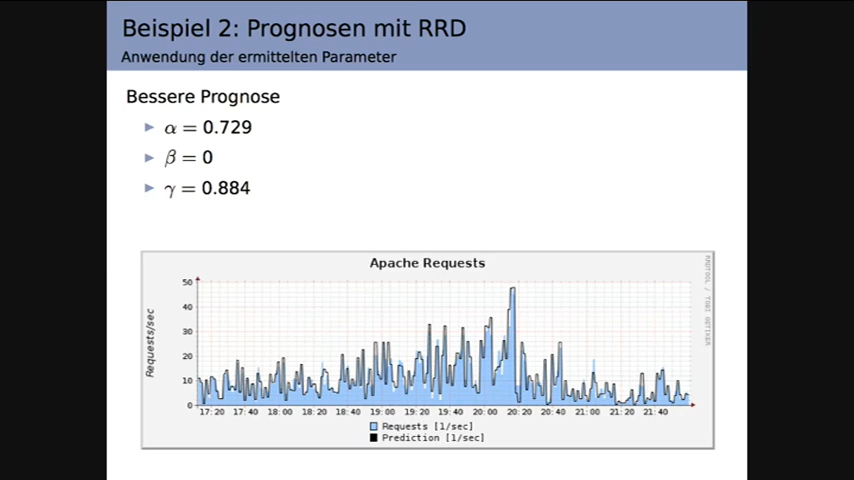 Beispiel 2: Prognosen mit RRD
Anwendung der ermittelten Parameter
Bessere Prognose
α = 0.729
β = 0
γ = 0.884
Apache Requests
RRDTOOL / TOBI OETIKER
Requests/sec
50
40
30
20
10
0
17:20 17:40 18:00 18:20 18:40 19:00 19:20 19:40 20:00 20:20 20:40 21:00 21:20 21:40
Requests [1/sec]
Prediction [1/sec]